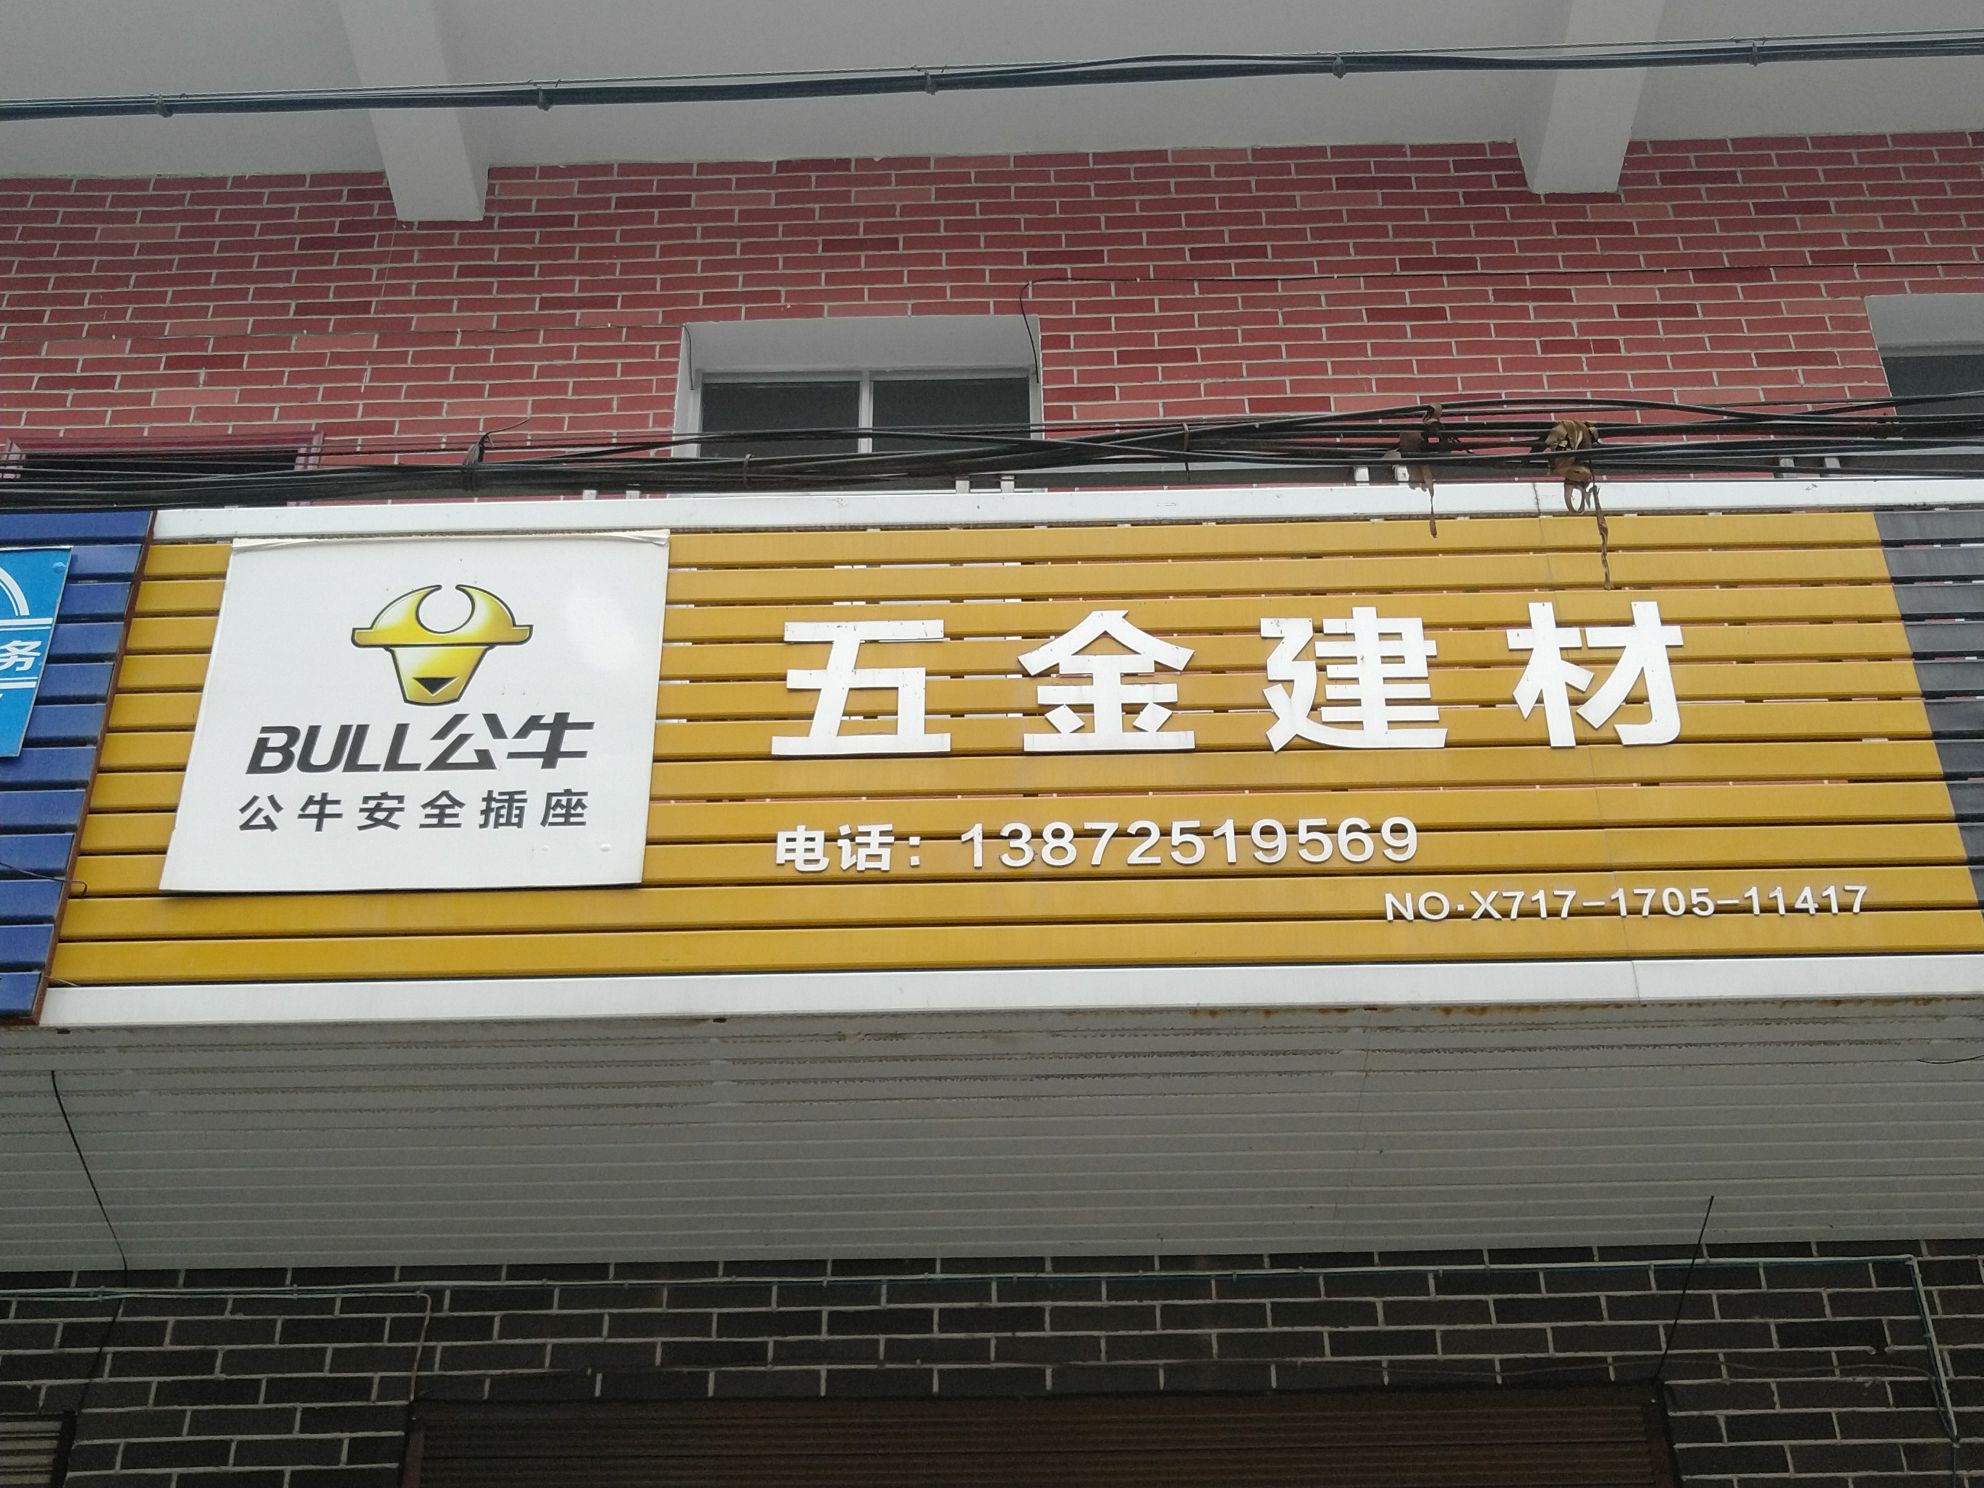 务
BULL公牛
公牛安全插座
五金建材
电话：13872519569
NO·X717-1705-11417